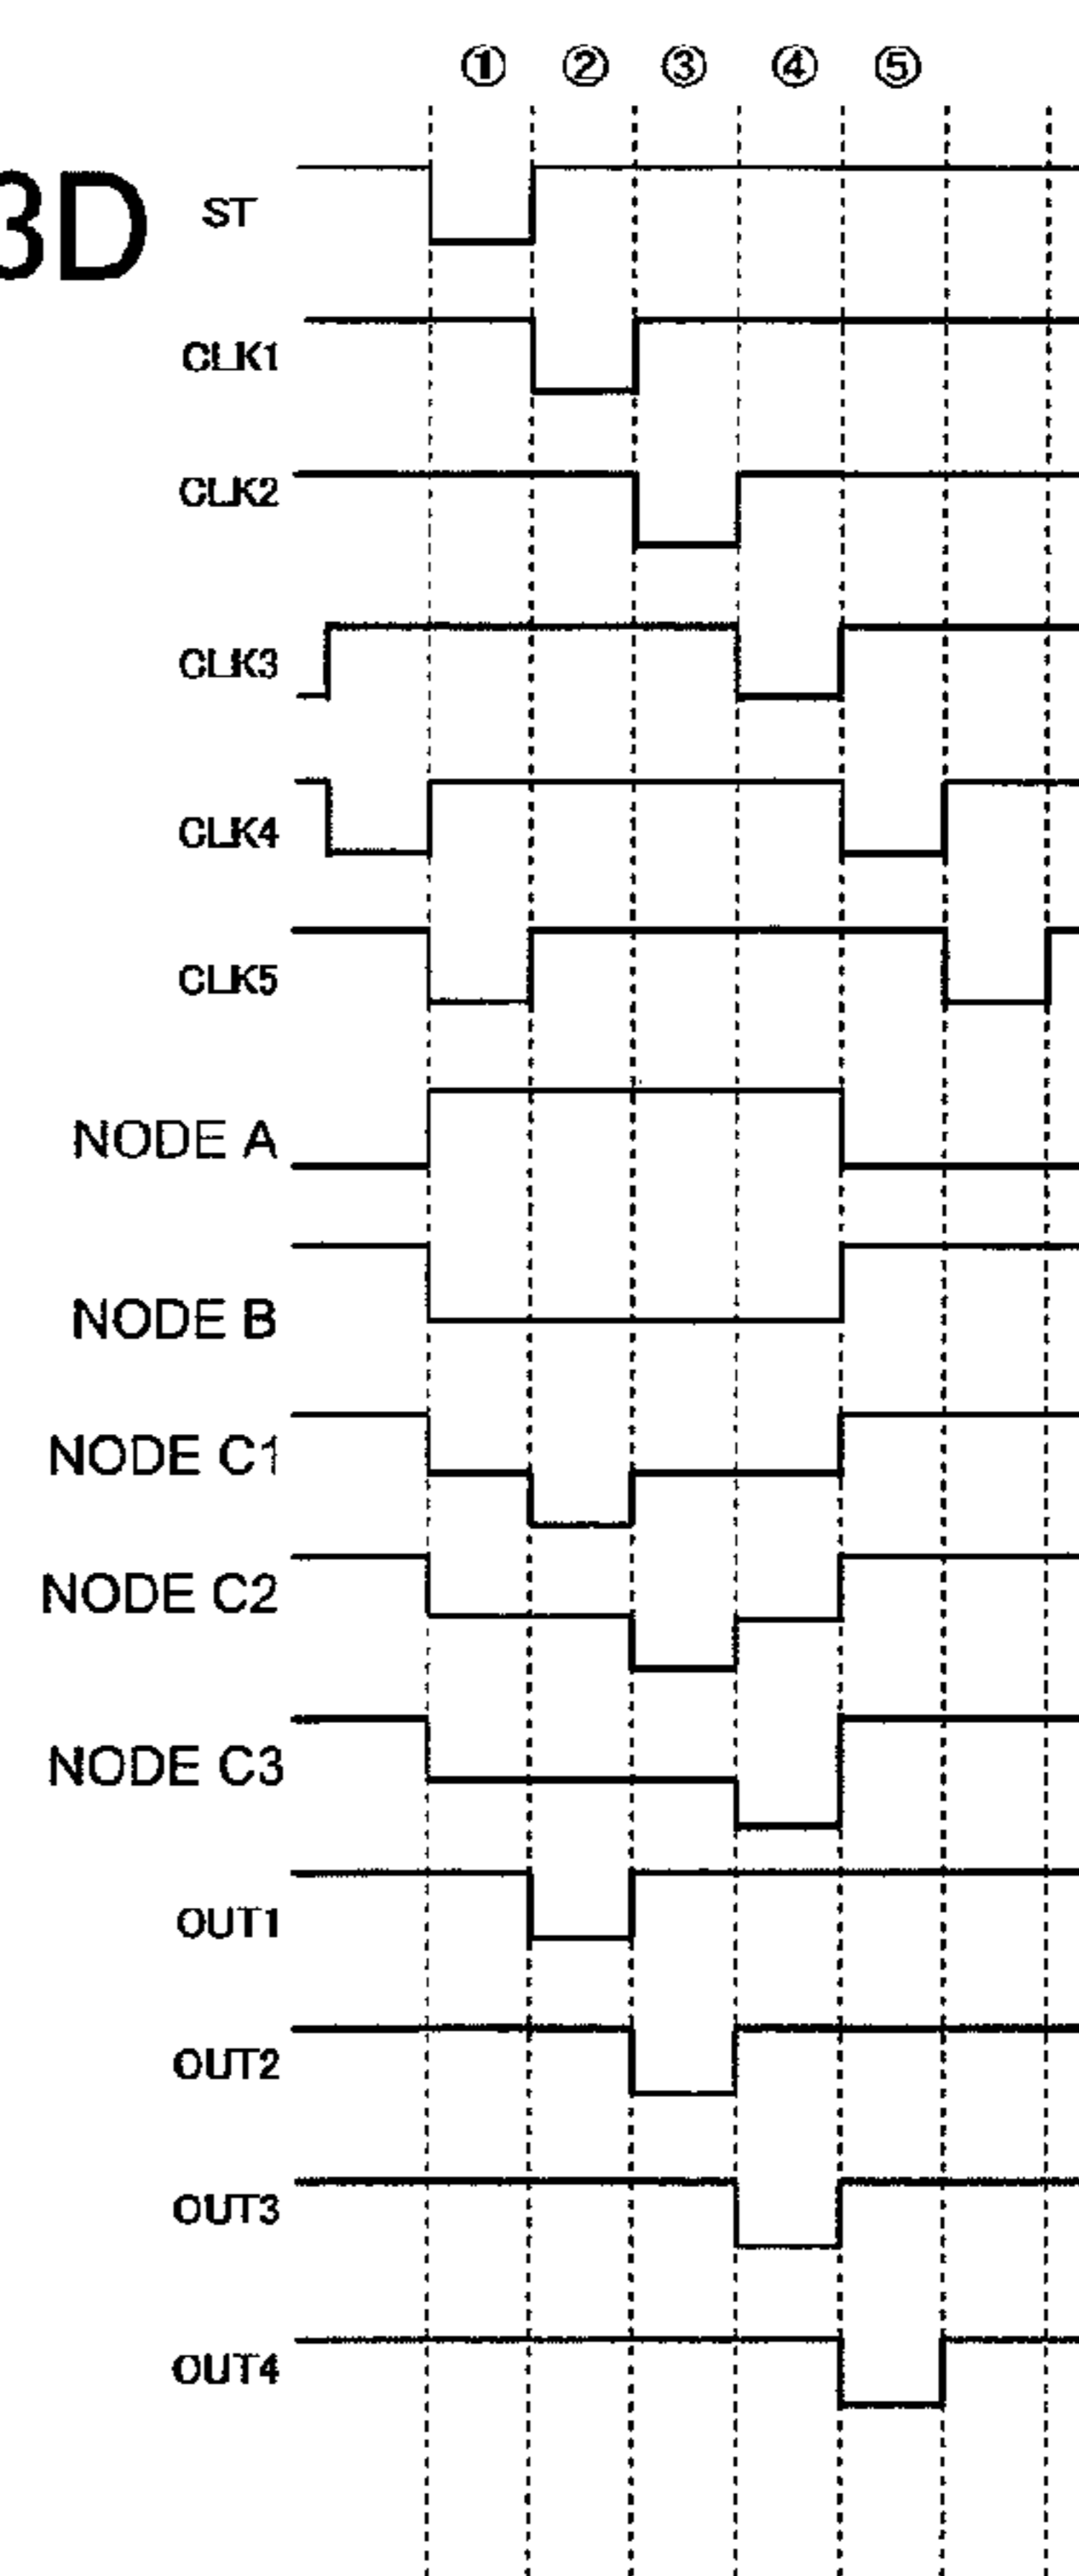 ① ② ③ ④ ⑤
3D
ST
CLK1
CLK2
CLK3
CLK4
CLK5
NODE A
NODE B
NODE C1
NODE C2
NODE C3
OUT1
OUT2
OUT3
OUT4